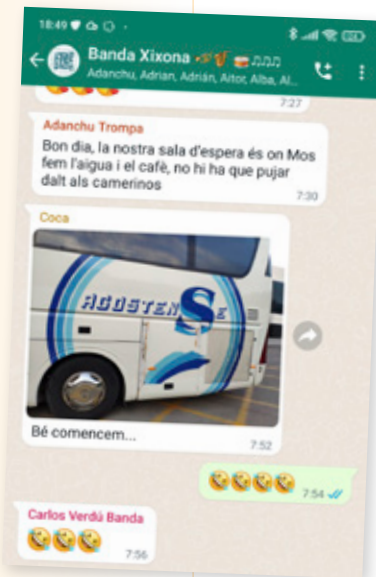 18:49
Banda Xixona
Adanchu, Adrian, Adrián, Aitor, Alba, Al...
7:27
Adanchu Trompa
Bon dia, la nostra sala d'espera és on Mos
fem l'aigua i el cafè, no hi ha que pujar
dalt als camerinos
7:30
Coca
AGOSTENSE
Bé comencem...
7:52
7:54
Carlos Verdú Banda
7:56